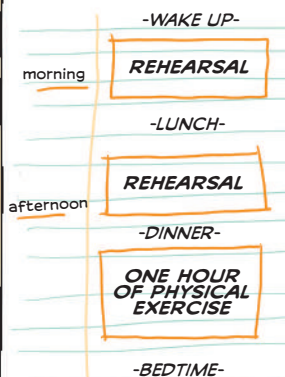 -WAKE UP-
morning
REHEARSAL
-LUNCH-
REHEARSAL
afternoon
-DINNER-
ONE HOUR
OF PHYSICAL
EXERCISE
-BEDTIME-